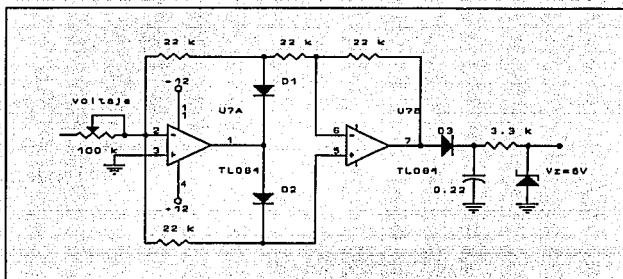 22 k
22 k
22 k
-12
voltaje
D1
U7A
U7B
11
2
1
6
7
D3
3.3 k
100 k
3
5
TL084
TL084
4
D2
0.22
Vz=6V
-12
22 k